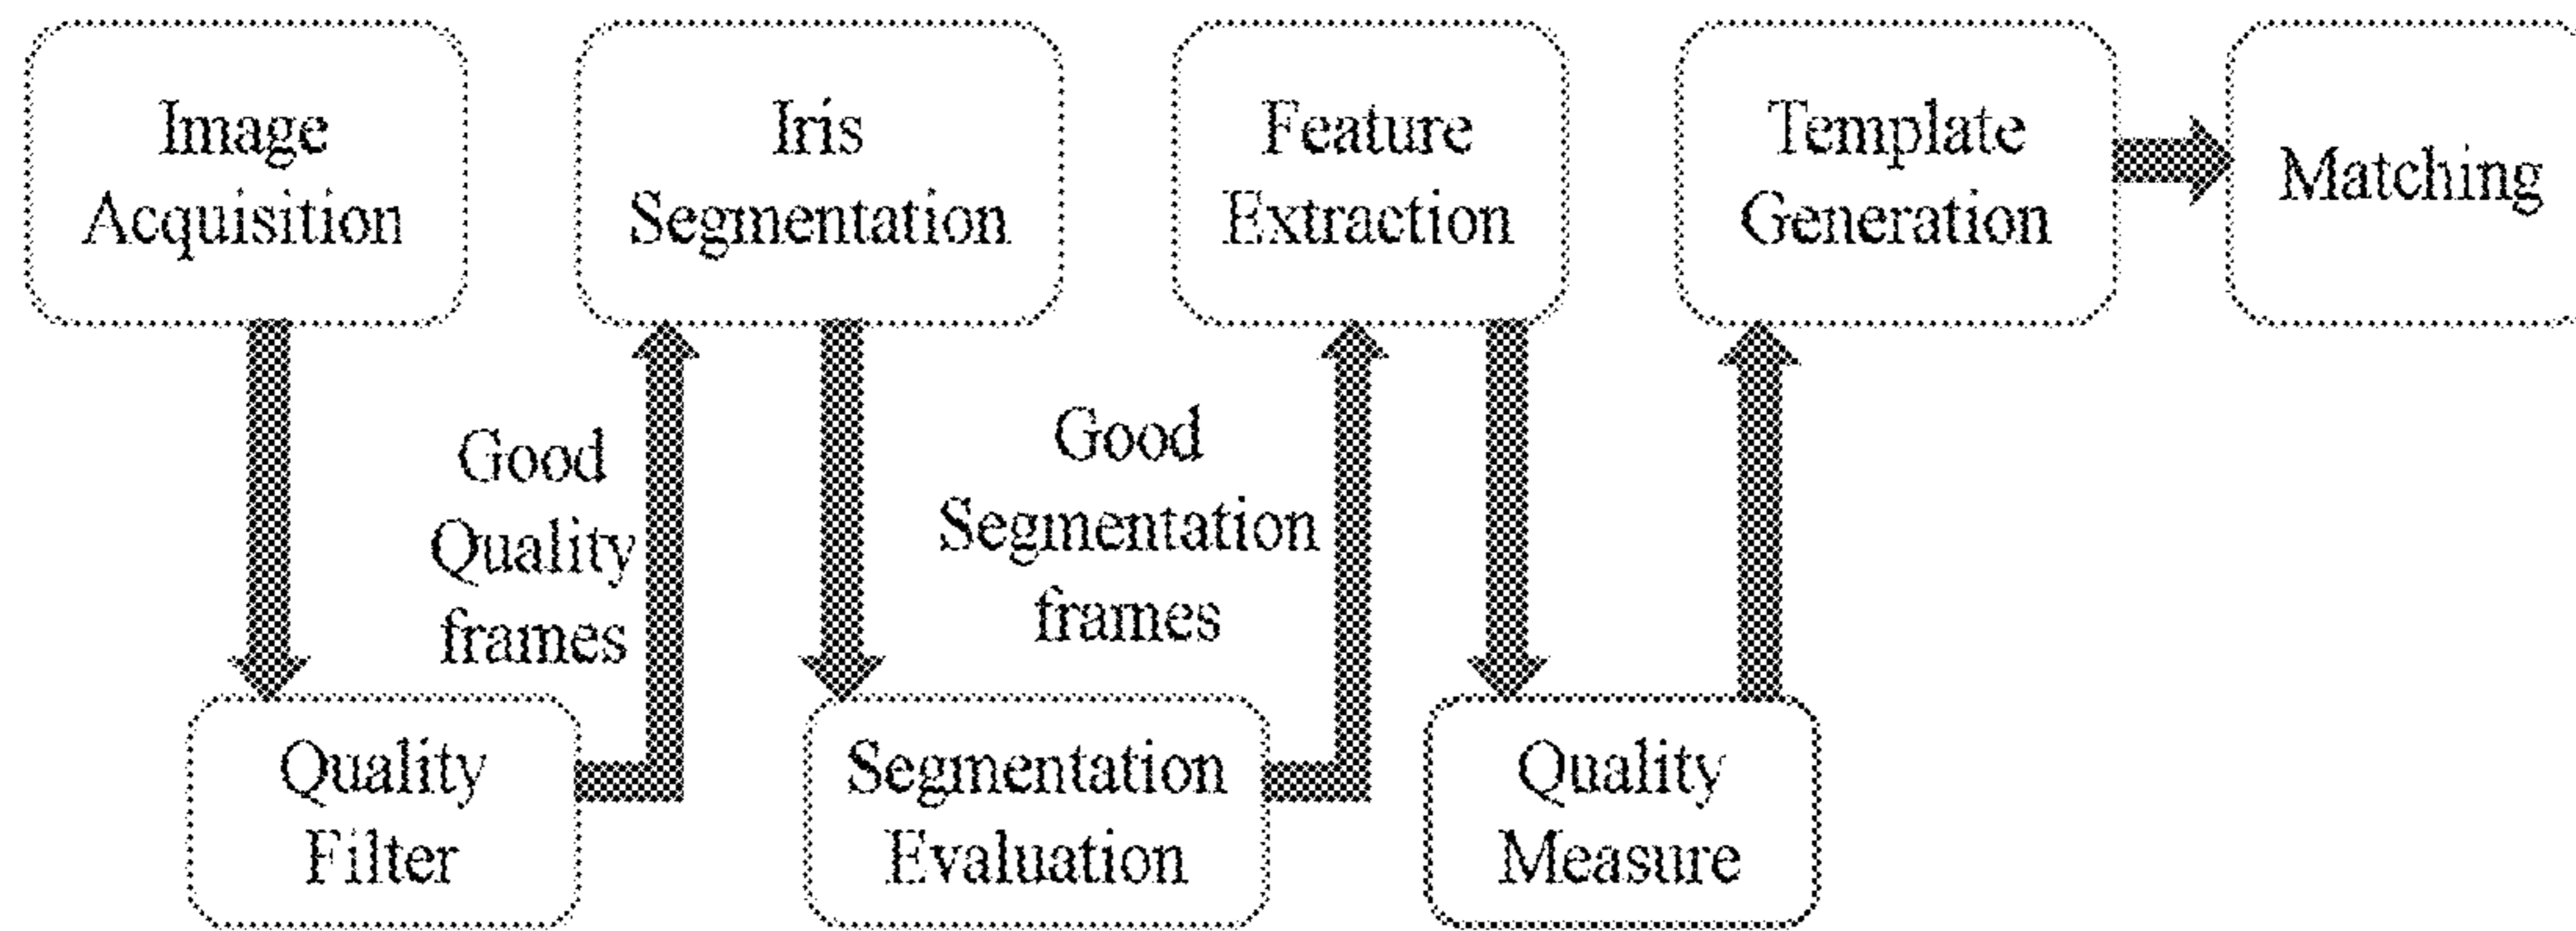 Image
Acquisition
Iris
Segmentation
Feature
Extraction
Template
Generation
Matching
Good
Quality
frames
Good
Segmentation
frames
Quality
Filter
Segmentation
Evaluation
Quality
Measure